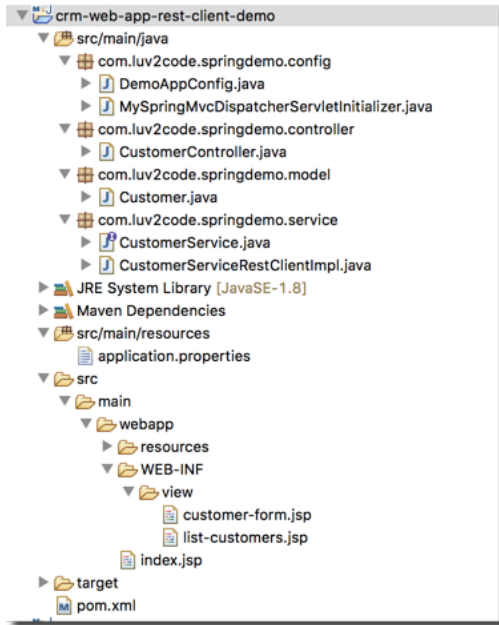 crm-web-app-rest-client-demo
src/main/java
com.luv2code.springdemo.config
DemoAppConfig.java
MySpringMvcDispatcherServletInitializer.java
com.luv2code.springdemo.controller
CustomerController.java
com.luv2code.springdemo.model
Customer.java
com.luv2code.springdemo.service
CustomerService.java
CustomerServiceRestClientImpl.java
JRE System Library [JavaSE-1.8]
Maven Dependencies
src/main/resources
application.properties
src
main
webapp
resources
WEB-INF
view
customer-form.jsp
list-customers.jsp
index.jsp
target
pom.xml